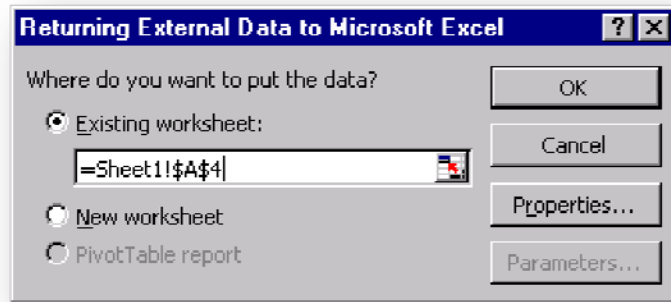 Returning External Data to Microsoft Excel ? X
Where do you want to put the data?
Existing worksheet:
=Sheet1!$A$4
New worksheet
PivotTable report
OK
Cancel
Properties...
Parameters...